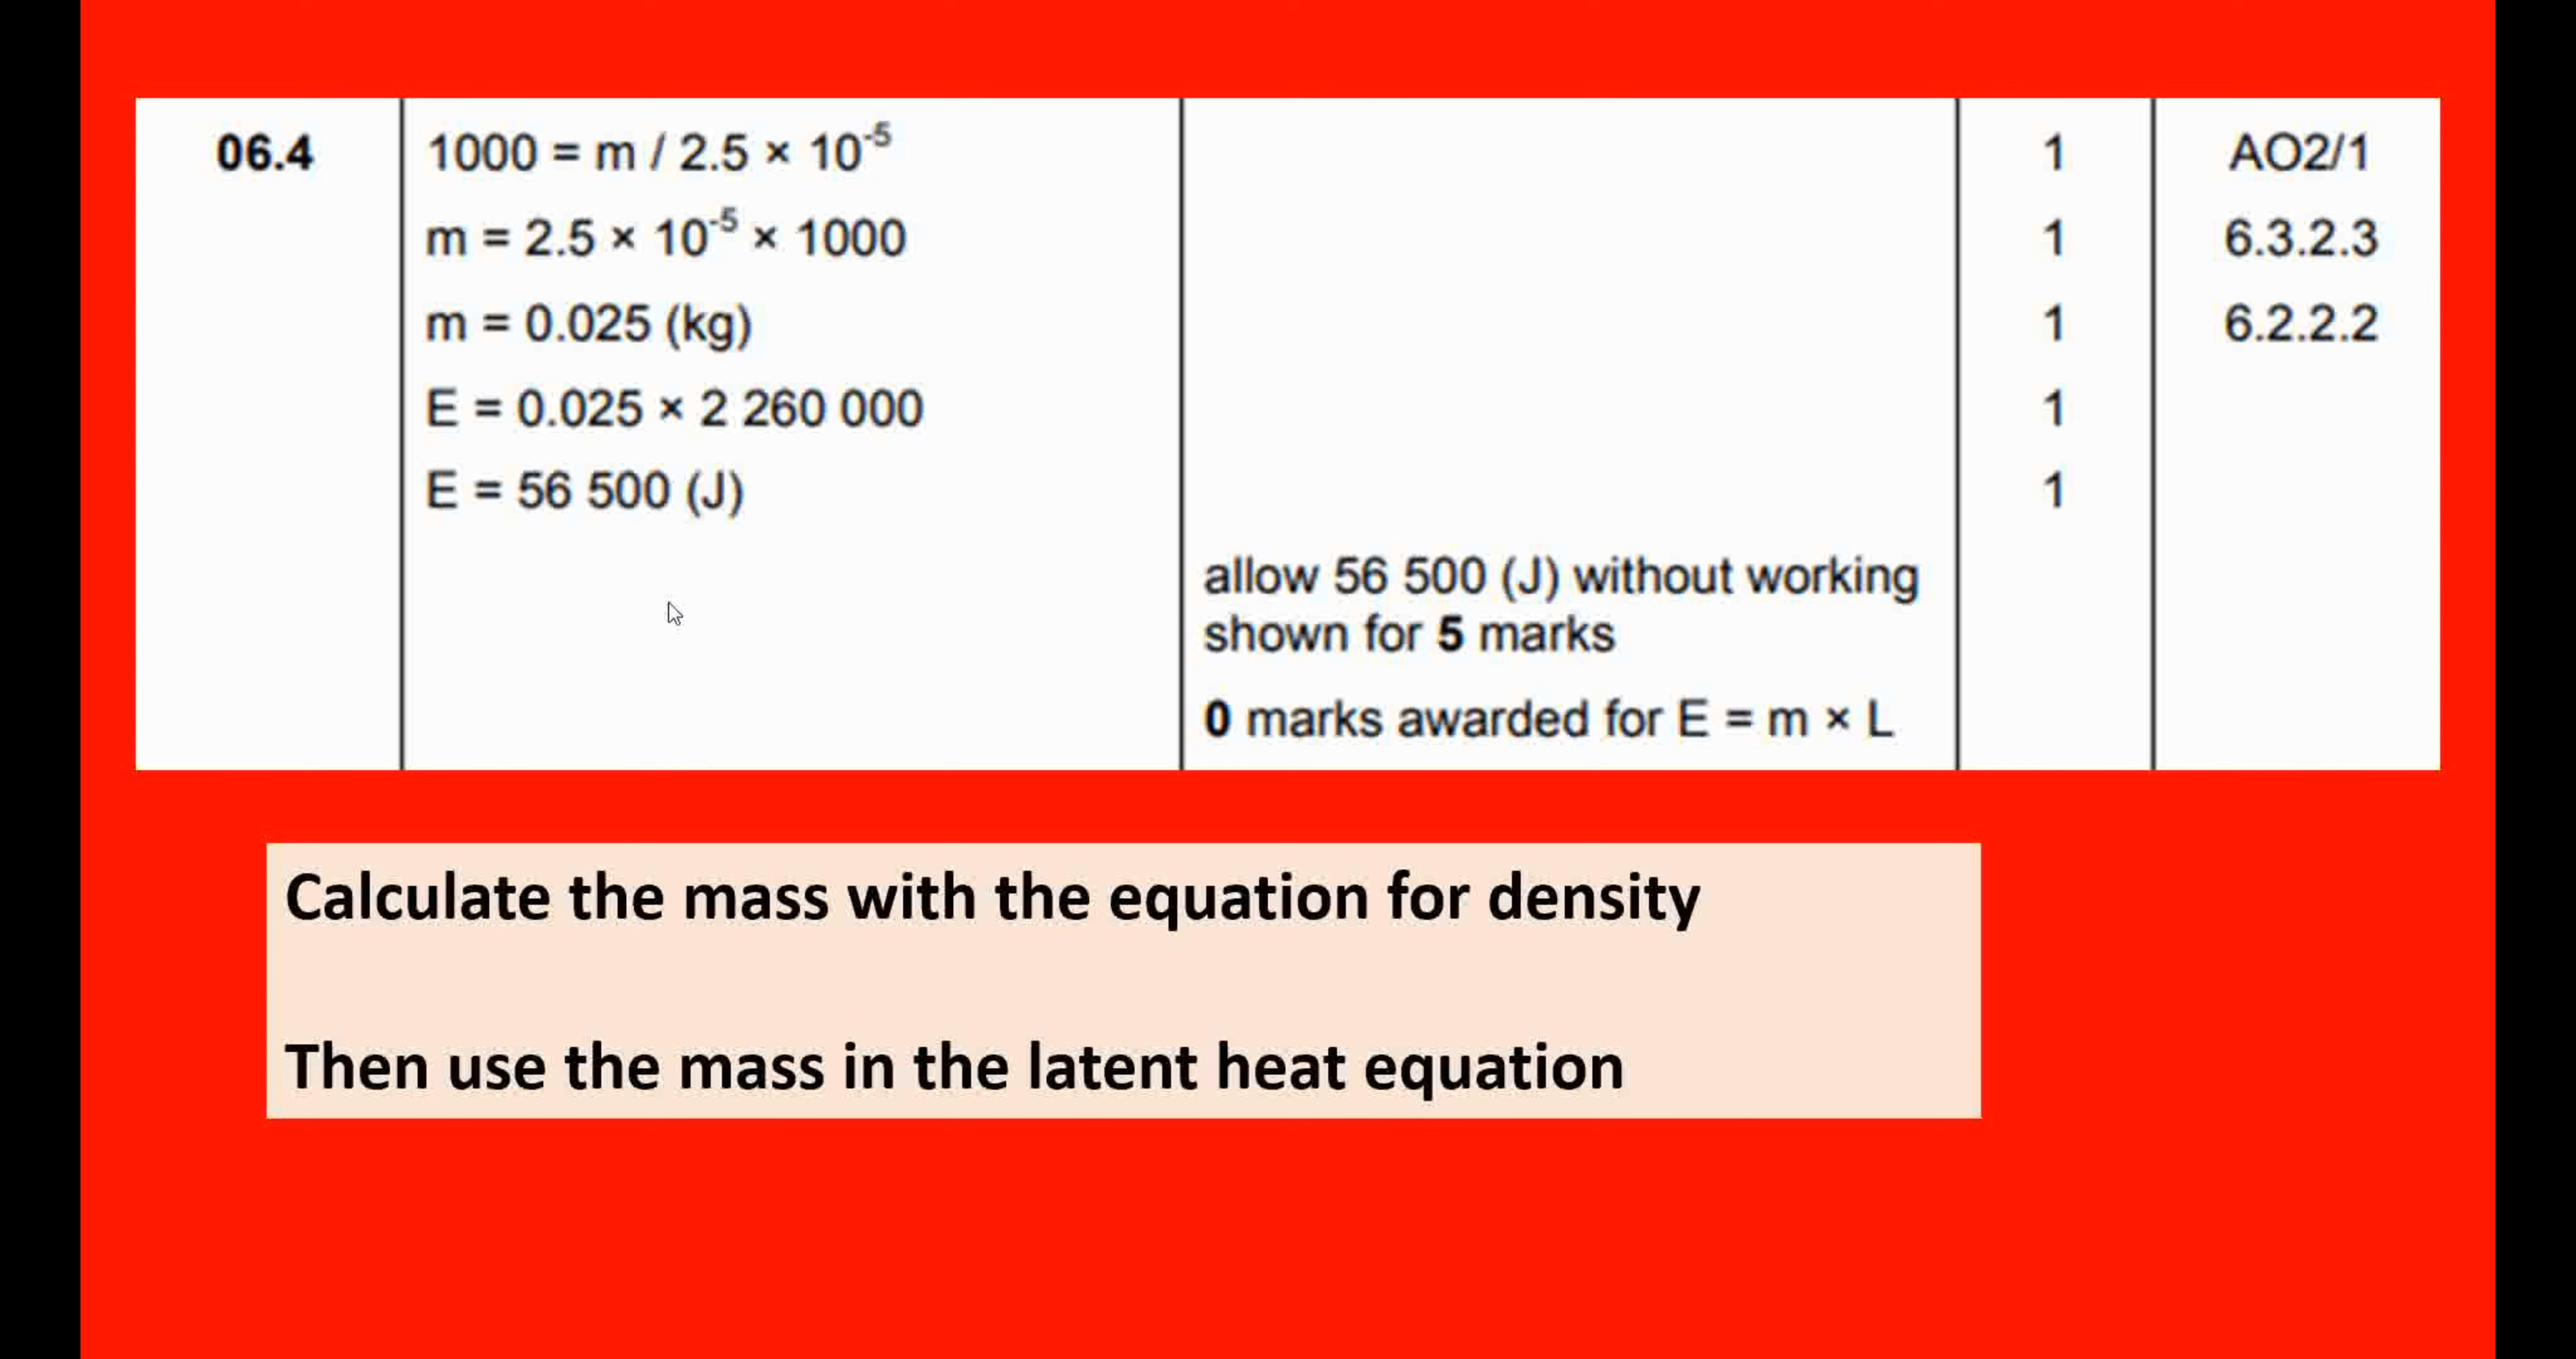 06.4
1000 = m / 2.5 × 10⁻⁵
1
AO2/1
m = 2.5 × 10⁻⁵ × 1000
1
6.3.2.3
m = 0.025 (kg)
1
6.2.2.2
E = 0.025 × 2 260 000
1
E = 56 500 (J)
1
allow 56 500 (J) without working
shown for 5 marks
0 marks awarded for E = m × L
Calculate the mass with the equation for density
Then use the mass in the latent heat equation